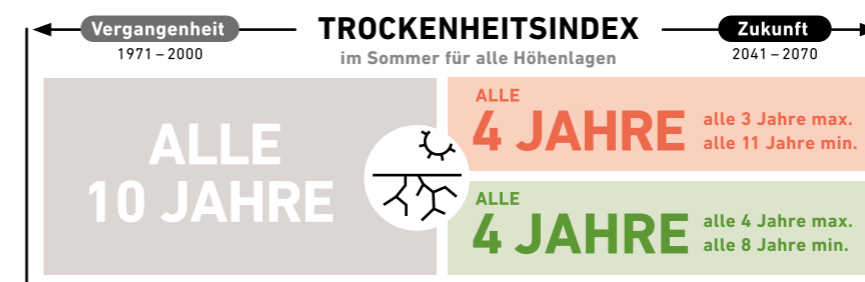 Vergangenheit
1971 – 2000
TROCKENHEITSINDEX
im Sommer für alle Höhenlagen
Zukunft
2041 – 2070
ALLE
10 JAHRE
ALLE
4 JAHRE
alle 3 Jahre max.
alle 11 Jahre min.
ALLE
4 JAHRE
alle 4 Jahre max.
alle 8 Jahre min.